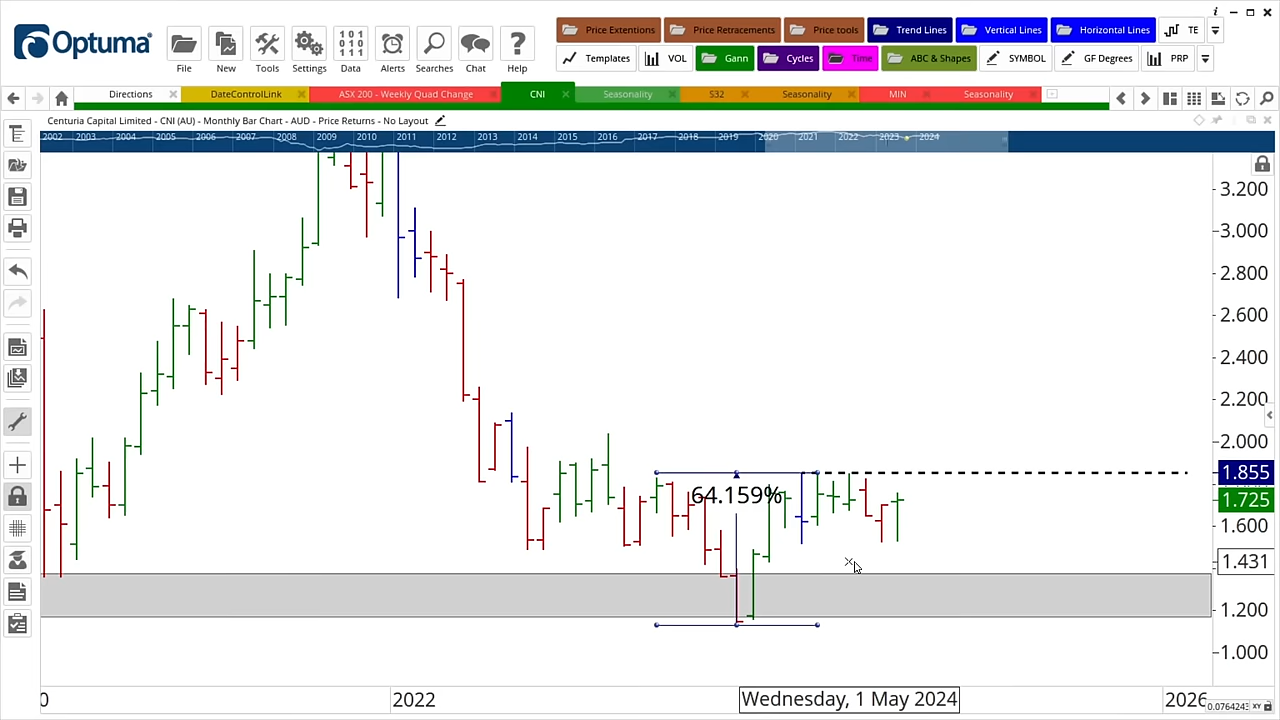 i
Optuma®
File
New
Tools
Settings
101
010
101
Data
Alerts
Searches
Chat
?
Help
Price Extentions
Price Retracements
Price tools
Trend Lines
Vertical Lines
Horizontal Lines
TE
Templates
VOL
Gann
Cycles
Time
ABC & Shapes
SYMBOL
GF Degrees
PRP
Directions
DateControlLink
ASX 200 - Weekly Quad Change
CNI
Seasonality
S32
Seasonality
MIN
Seasonality
Centuria Capital Limited - CNI (AU) - Monthly Bar Chart - AUD - Price Returns - No Layout
2002 2003 2004 2005 2006 2007 2008 2009 2010 2011 2012 2013 2014 2015 2016 2017 2018 2019 2020 2021 2022 2023 2024
3.200
3.000
2.800
2.600
2.400
2.200
2.000
1.855
64.159%
1.725
1.600
1.431
1.200
1.000
0
2022
Wednesday, 1 May 2024
2026
0.076424
XY